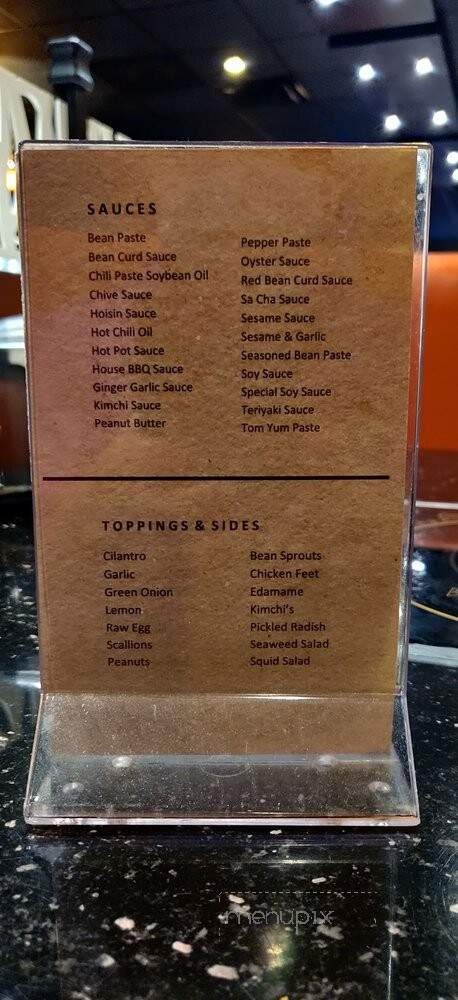 SAUCES
Bean Paste
Bean Curd Sauce
Chili Paste Soybean Oil
Chive Sauce
Hoisin Sauce
Hot Chili Oil
Hot Pot Sauce
House BBQ Sauce
Ginger Garlic Sauce
Kimchi Sauce
Peanut Butter
Pepper Paste
Oyster Sauce
Red Bean Curd Sauce
Sa Cha Sauce
Sesame Sauce
Sesame & Garlic
Seasoned Bean Paste
Soy Sauce
Special Soy Sauce
Teriyaki Sauce
Tom Yum Paste
TOPPINGS & SIDES
Cilantro
Garlic
Green Onion
Lemon
Raw Egg
Scallions
Peanuts
Bean Sprouts
Chicken Feet
Edamame
Kimchi's
Pickled Radish
Seaweed Salad
Squid Salad
menupix